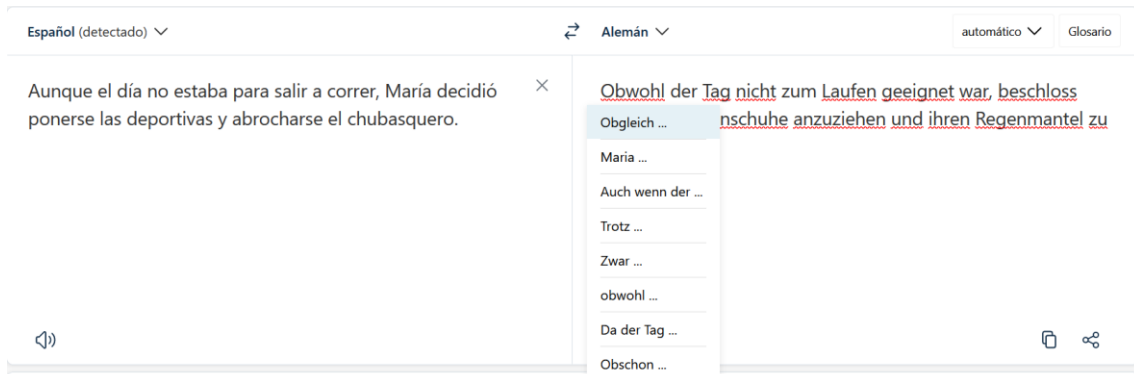 Español (detectado)
Alemán
automático
Glosario
Aunque el día no estaba para salir a correr, María decidió
ponerse las deportivas y abrocharse el chubasquero.
Obwohl der Tag nicht zum Laufen geeignet war, beschloss
nschuhe anzuziehen und ihren Regenmantel zu
Obgleich ...
Maria ...
Auch wenn der ...
Trotz ...
Zwar ...
obwohl ...
Da der Tag ...
Obschon ...